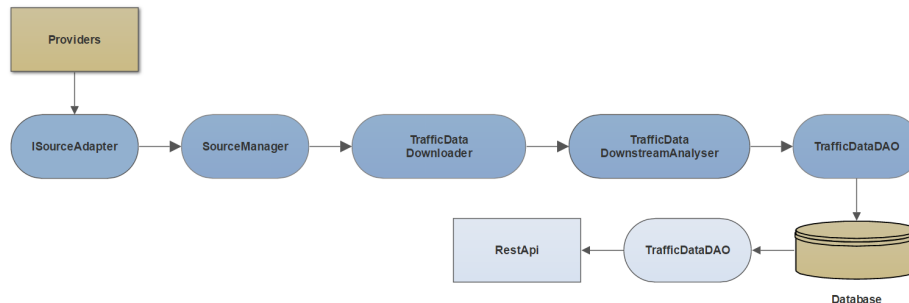 Providers
ISourceAdapter
SourceManager
TrafficData
Downloader
TrafficData
DownstreamAnalyser
TrafficDataDAO
RestApi
TrafficDataDAO
Database